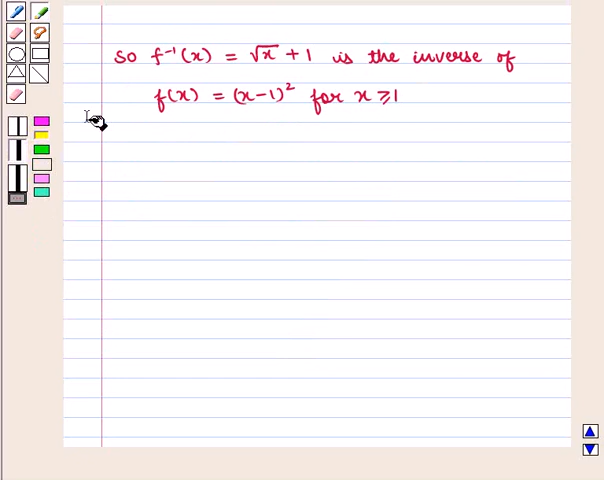 So f⁻¹(x) = √x + 1 is the inverse of
f(x) = (x-1)² for x ≥ 1